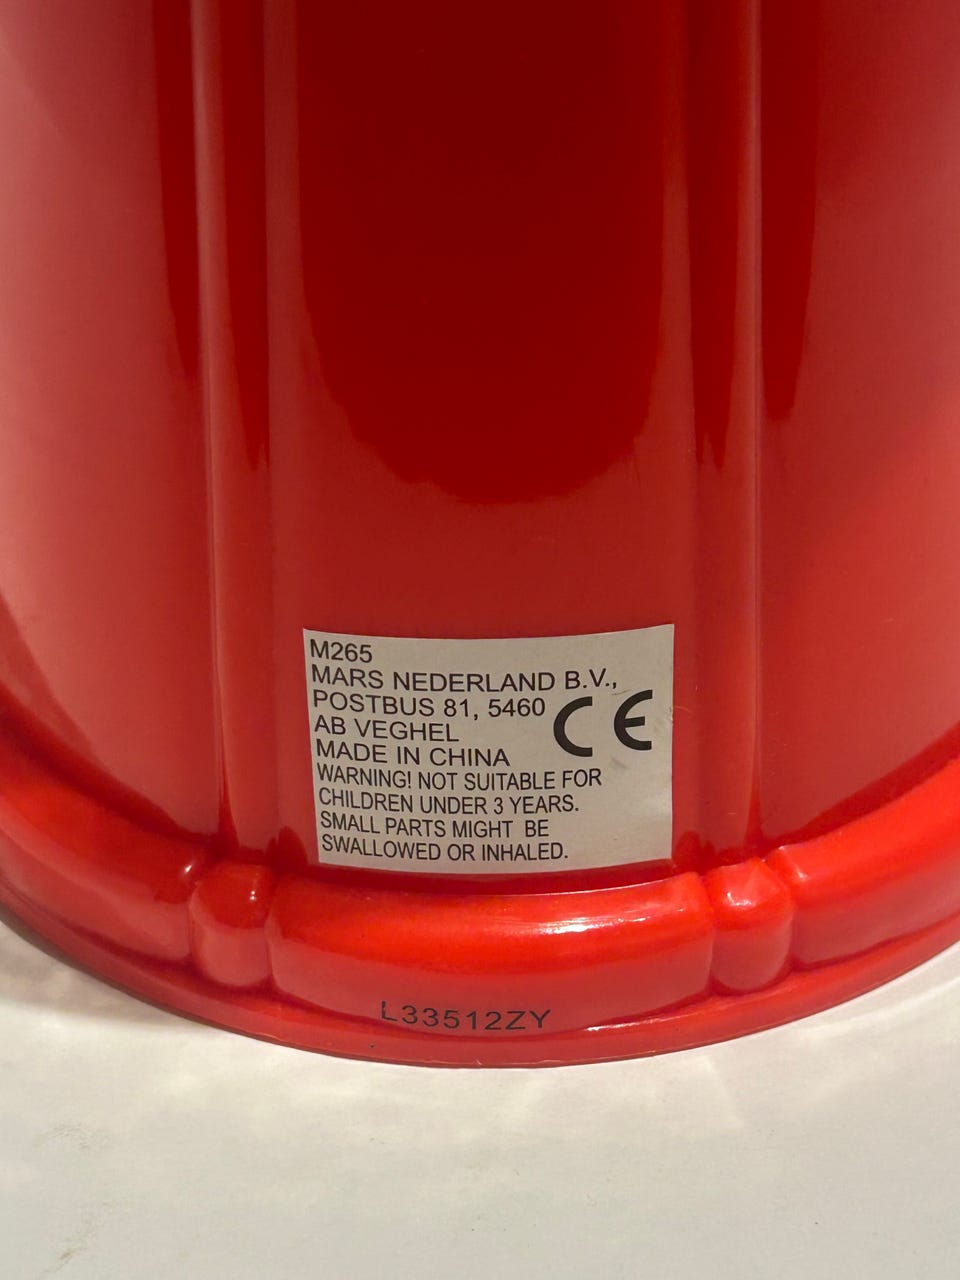 M265
MARS NEDERLAND B.V.,
POSTBUS 81, 5460
AB VEGHEL
CE
MADE IN CHINA
WARNING! NOT SUITABLE FOR
CHILDREN UNDER 3 YEARS.
SMALL PARTS MIGHT BE
SWALLOWED OR INHALED.
L33512ZY